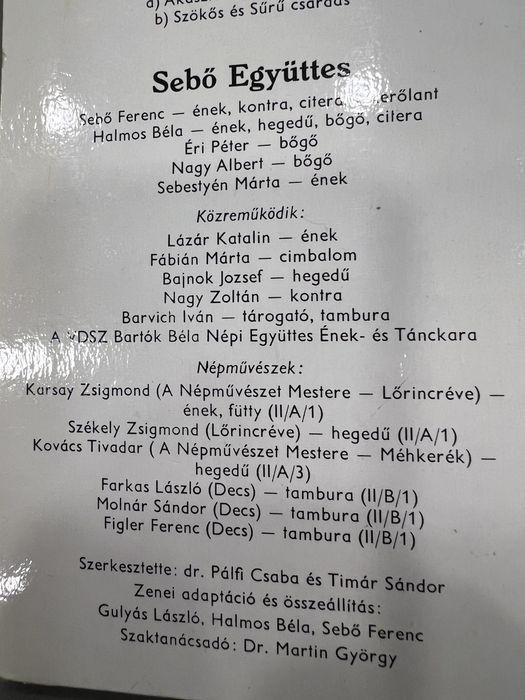 b) Szökős és Sűrű csárdás
Sebő Együttes
Sebő Ferenc — ének, kontra, citera,
Halmos Béla — ének, hegedű, bőgő, citera
Éri Péter — bőgő
Nagy Albert — bőgő
Sebestyén Márta — ének
Közreműködik:
Lázár Katalin — ének
Fábián Márta — cimbalom
Bajnok Jozsef — hegedű
Nagy Zoltán — kontra
Barvich Iván — tárogató, tambura
A VDSZ Bartók Béla Népi Együttes Ének- és Tánckara
Népművészek:
Karsay Zsigmond (A Népművészet Mestere — Lőrincréve) —
ének, fütty (II/A/1)
Székely Zsigmond (Lőrincréve) — hegedű (II/A/1)
Kovács Tivadar ( A Népművészet Mestere — Méhkerék) —
hegedű (II/A/3)
Farkas László (Decs) — tambura (II/B/1)
Molnár Sándor (Decs) — tambura (II/B/1)
Figler Ferenc (Decs) — tambura (II/B/1)
Szerkesztette: dr. Pálfi Csaba és Timár Sándor
Zenei adaptáció és összeállítás:
Gulyás László, Halmos Béla, Sebő Ferenc
Szaktanácsadó: Dr. Martin György